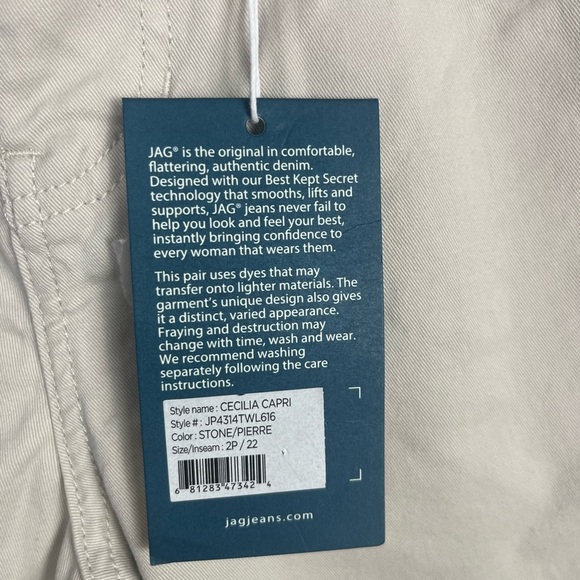 JAG® is the original in comfortable,
flattering, authentic denim.
Designed with our Best Kept Secret
technology that smooths, lifts and
supports, JAG® jeans never fail to
help you look and feel your best,
instantly bringing confidence to
every woman that wears them.
This pair uses dyes that may
transfer onto lighter materials. The
garment's unique design also gives
it a distinct, varied appearance.
Fraying and destruction may
change with time, wash and wear.
We recommend washing
separately following the care
instructions.
Style name : CECILIA CAPRI
Style # : JP4314TWL616
Color : STONE/PIERRE
Size/Inseam : 2P / 22
6 81283 47342 4
jagjeans.com